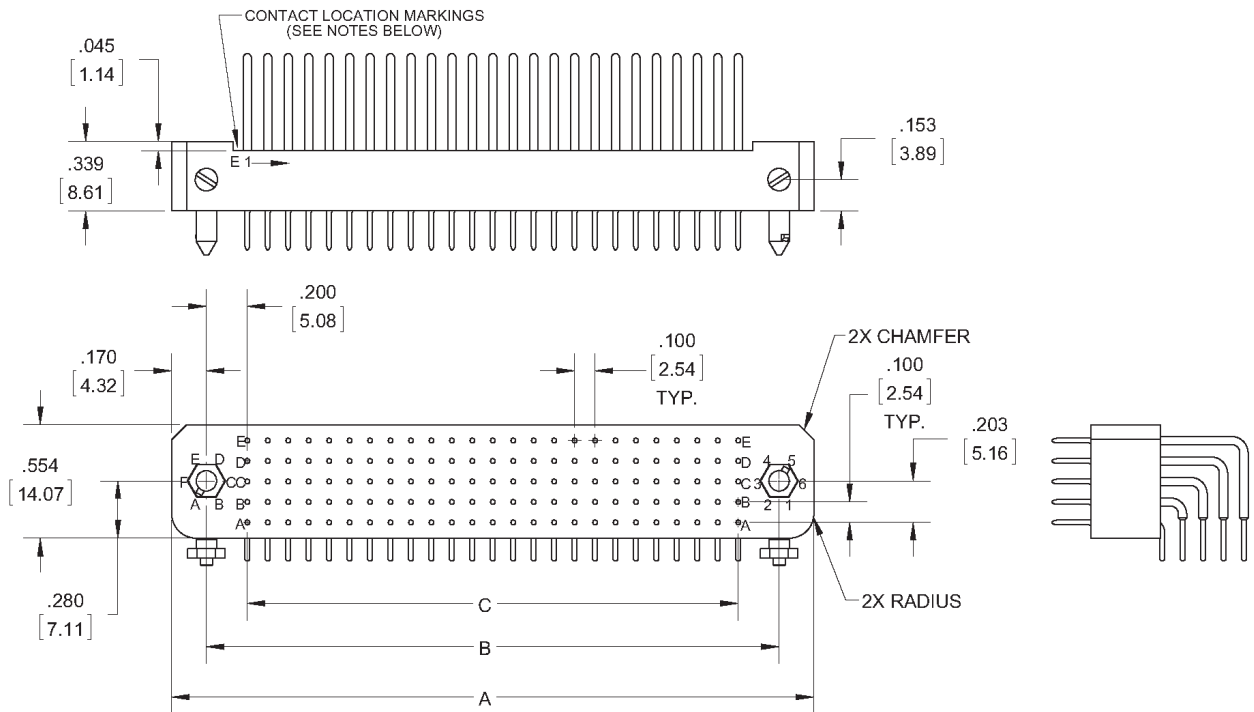 CONTACT LOCATION MARKINGS
(SEE NOTES BELOW)
.045
[1.14]
.339
[8.61]
E 1
.153
[3.89]
.200
[5.08]
.170
[4.32]
.100
[2.54]
TYP.
2X CHAMFER
.100
[2.54]
TYP.
.203
[5.16]
.554
[14.07]
.280
[7.11]
E
D
C
B
A
E D
F C
A B
E
D
C
B
A
4 5
3 6
2 1
2X RADIUS
C
B
A